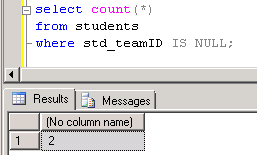 select count(*)
from students
where std_teamID IS NULL;
Results Messages
(No column name)
1 2